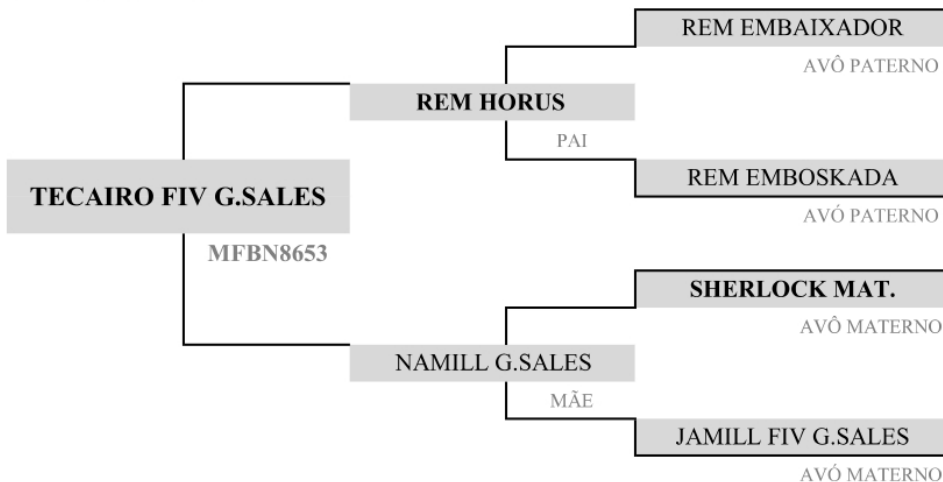 REM EMBAIXADOR
AVÔ PATERNO
REM HORUS
PAI
REM EMBOSKADA
AVÓ PATERNO
TECAIRO FIV G.SALES
MFBN8653
SHERLOCK MAT.
AVÔ MATERNO
NAMILL G.SALES
MÃE
JAMILL FIV G.SALES
AVÓ MATERNO